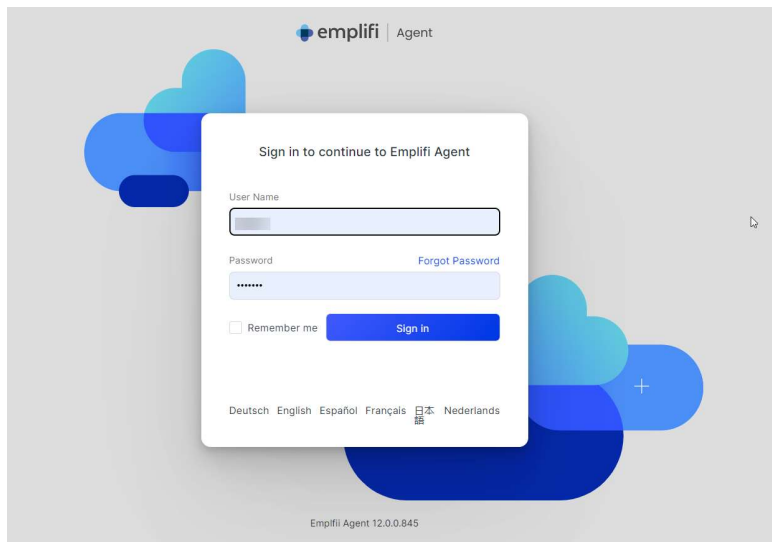 emplifi Agent
Sign in to continue to Emplifi Agent
User Name
Password Forgot Password
•••••••
Remember me Sign in
Deutsch English Español Français 日本語 Nederlands
Emplfii Agent 12.0.0.845